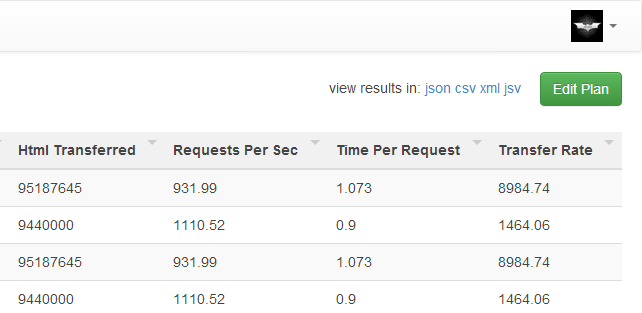 view results in: json csv xml jsv Edit Plan
Html Transferred Requests Per Sec Time Per Request Transfer Rate
95187645 931.99 1.073 8984.74
9440000 1110.52 0.9 1464.06
95187645 931.99 1.073 8984.74
9440000 1110.52 0.9 1464.06